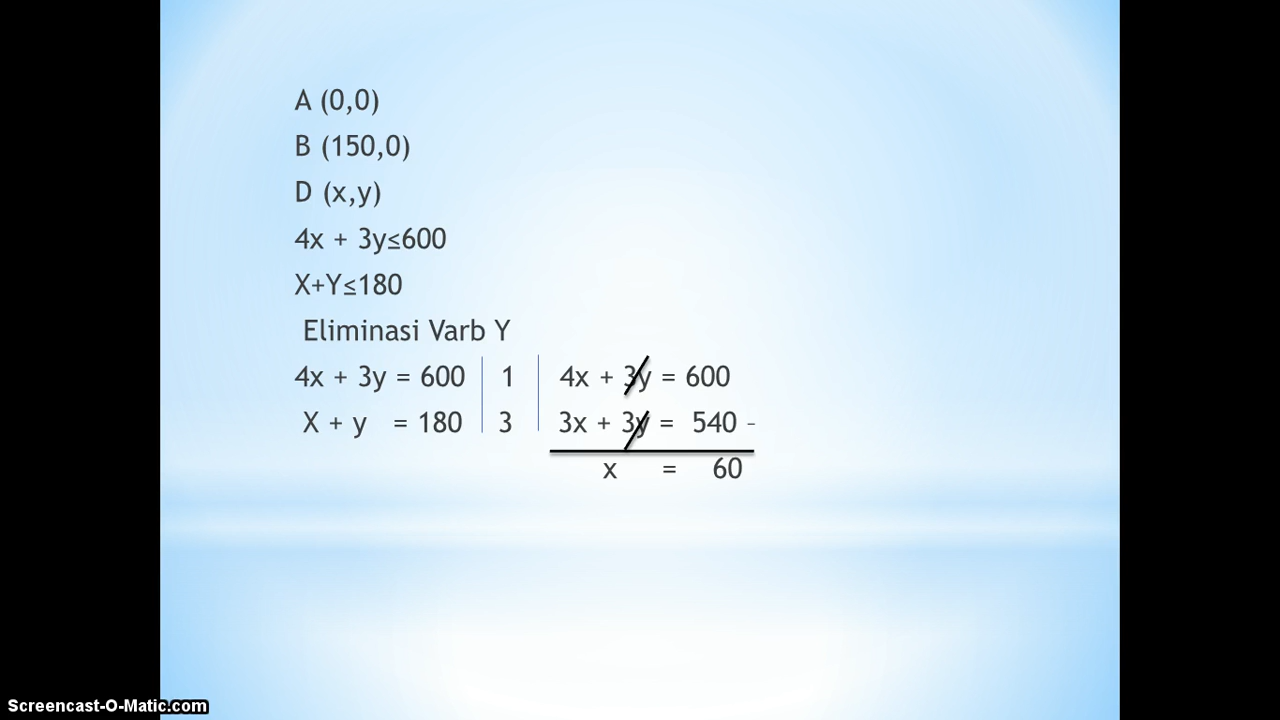 A (0,0)
B (150,0)
D (x,y)
4x + 3y≤600
X+Y≤180
Eliminasi Varb Y
4x + 3y = 600 | 1 | 4x + 3y = 600
X + y = 180 | 3 | 3x + 3y = 540 -
x = 60
Screencast-O-Matic.com